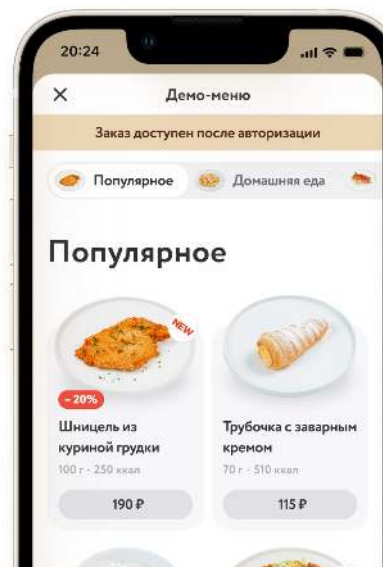 20:24
Демо-меню
Заказ доступен после авторизации
Популярное
Домашняя еда
Популярное
NEW
-20%
Шницель из
куриной грудки
100 г - 250 ккал
190 ₽
Трубочка с заварным
кремом
70 г - 510 ккал
115 ₽